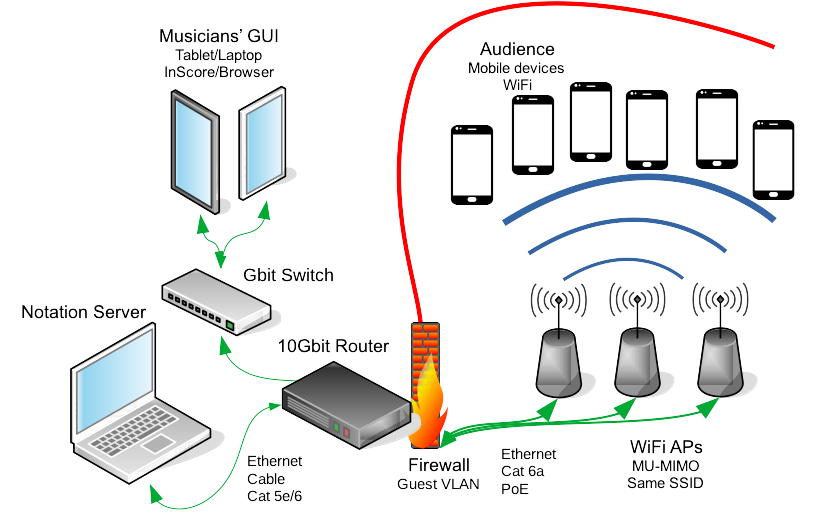 Musicians' GUI
Tablet/Laptop
InScore/Browser
Audience
Mobile devices
WiFi
Gbit Switch
Notation Server
10Gbit Router
Ethernet
Cable
Cat 5e/6
Firewall
Guest VLAN
Ethernet
Cat 6a
PoE
WiFi APs
MU-MIMO
Same SSID